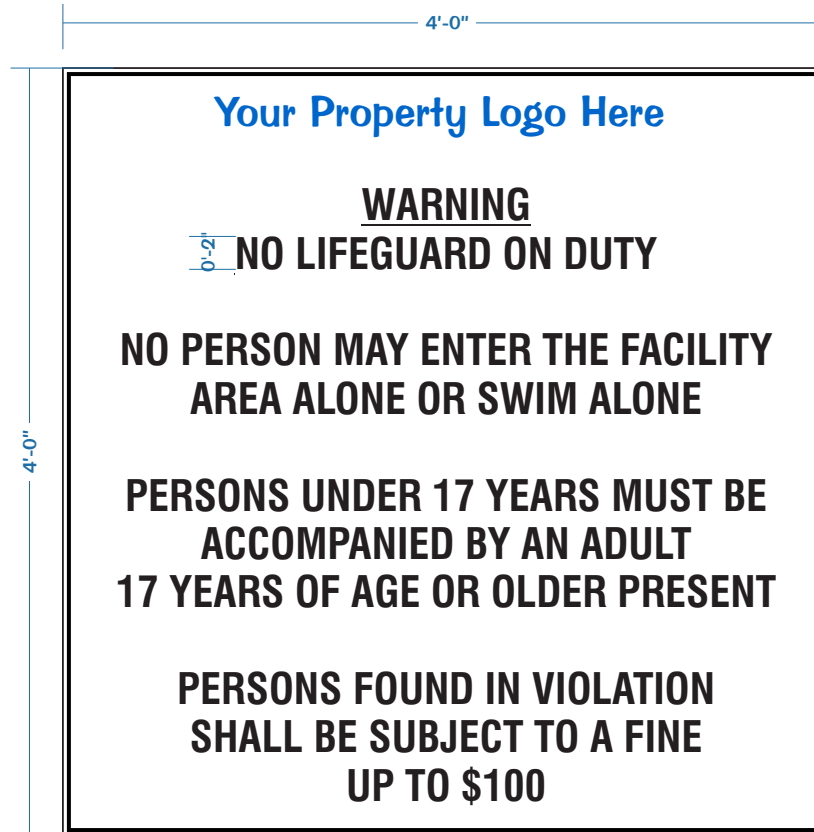 4'-0"
Your Property Logo Here
WARNING
0'-2"
NO LIFEGUARD ON DUTY
NO PERSON MAY ENTER THE FACILITY
AREA ALONE OR SWIM ALONE
4'-0"
PERSONS UNDER 17 YEARS MUST BE
ACCOMPANIED BY AN ADULT
17 YEARS OF AGE OR OLDER PRESENT
PERSONS FOUND IN VIOLATION
SHALL BE SUBJECT TO A FINE
UP TO $100